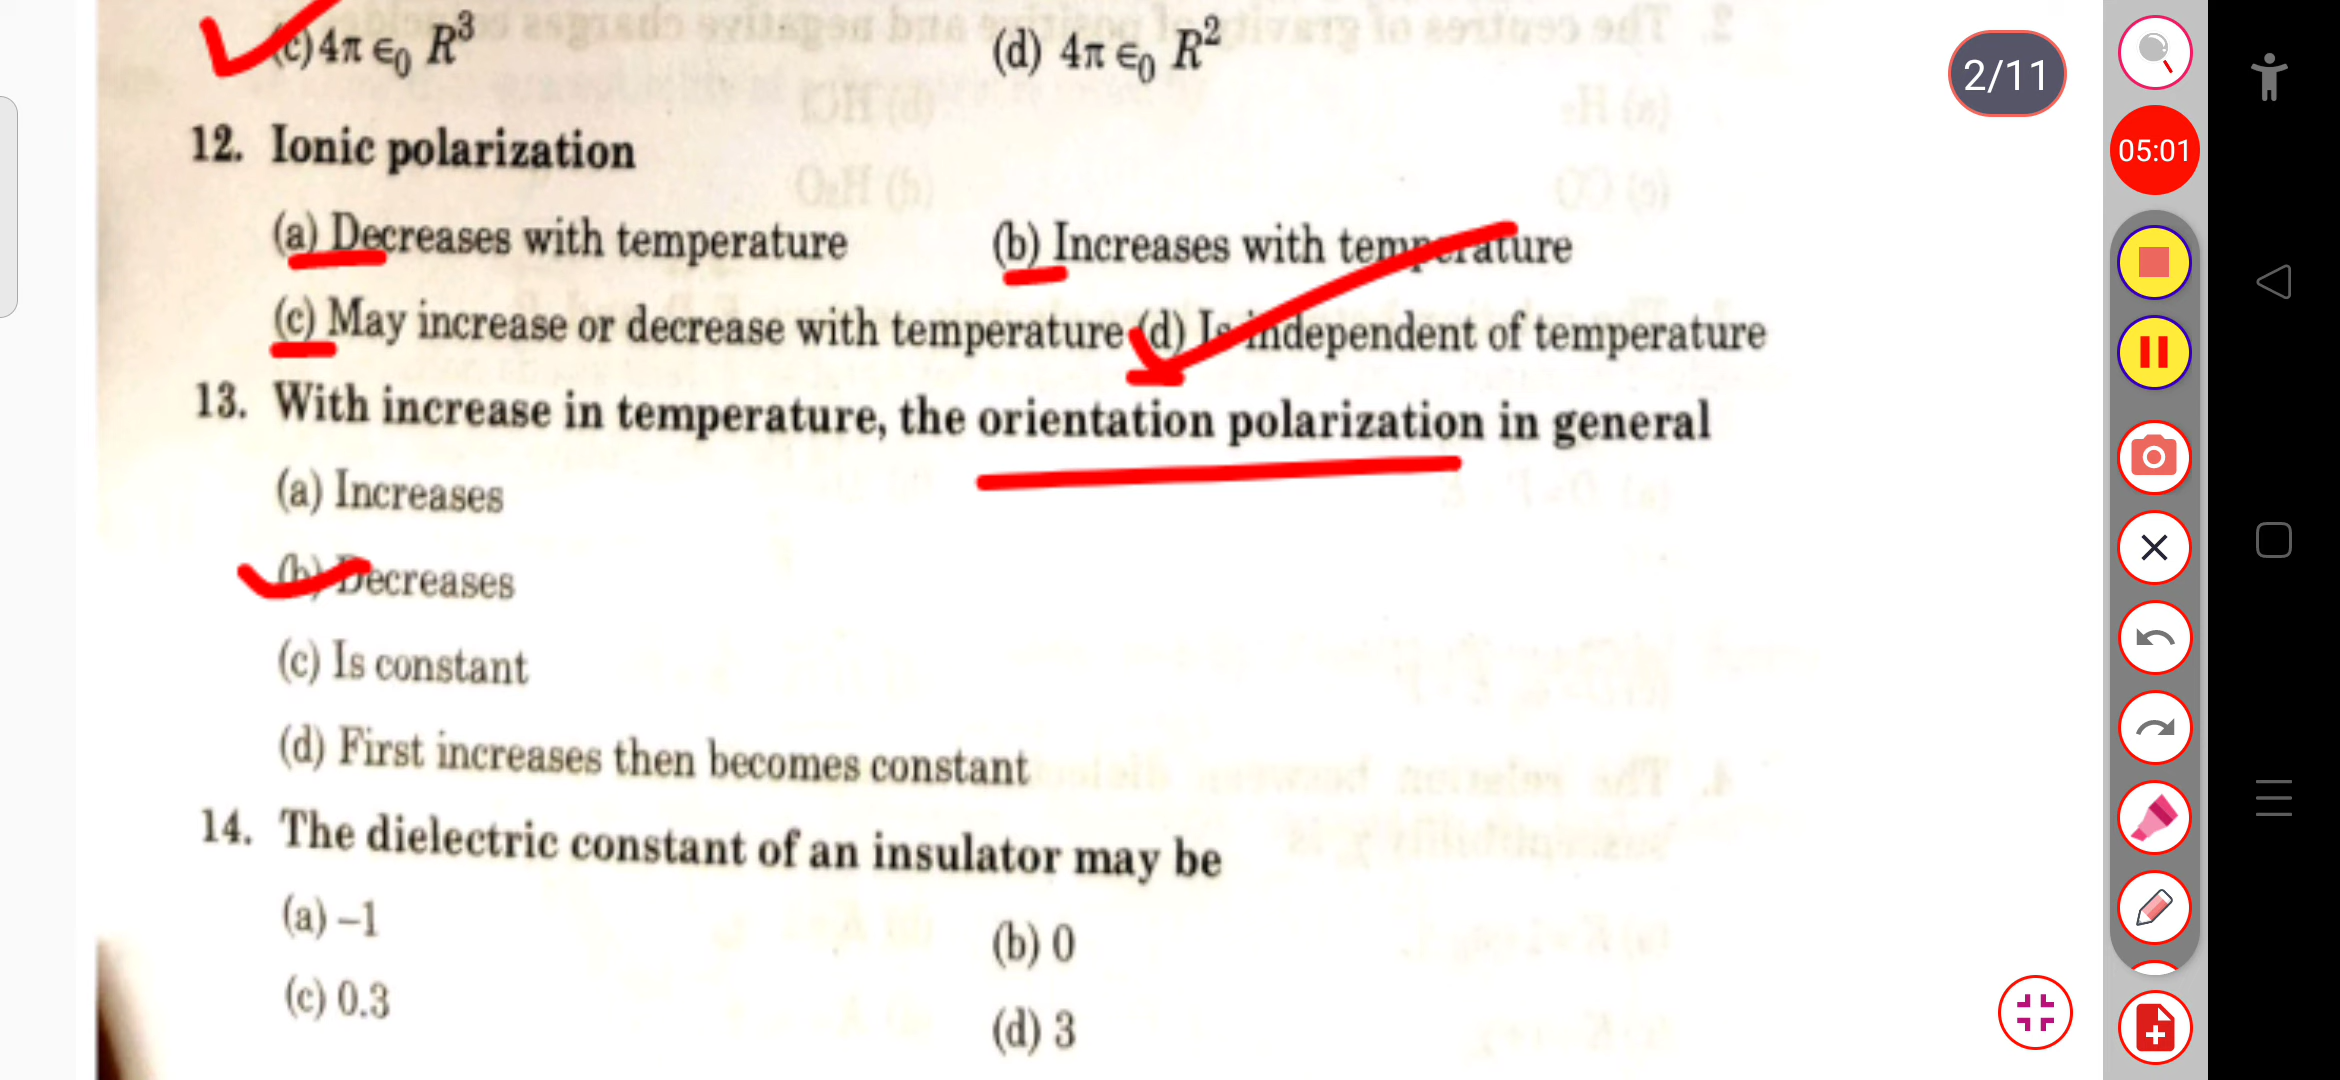 (c) 4π ϵ₀ R³
(d) 4π ϵ₀ R²
2/11
05:01
12. Ionic polarization
(a) Decreases with temperature
(b) Increases with temperature
(c) May increase or decrease with temperature (d) Is independent of temperature
13. With increase in temperature, the orientation polarization in general
(a) Increases
(b) Decreases
(c) Is constant
(d) First increases then becomes constant
14. The dielectric constant of an insulator may be
(a) –1
(b) 0
(c) 0.3
(d) 3